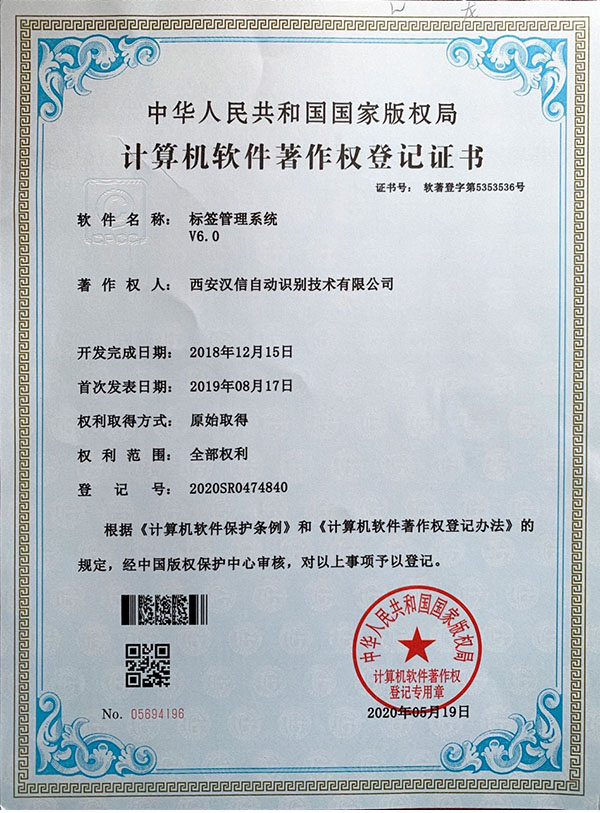 中华人民共和国国家版权局
计算机软件著作权登记证书
证书号： 软著登字第5353536号
CPCC
软件名称： 标签管理系统
V6.0
著作权人： 西安汉信自动识别技术有限公司
开发完成日期： 2018年12月15日
首次发表日期： 2019年08月17日
权利取得方式： 原始取得
权利范围： 全部权利
登记号： 2020SR0474840
根据《计算机软件保护条例》和《计算机软件著作权登记办法》的
规定，经中国版权保护中心审核，对以上事项予以登记。
中华人民共和国国家版权局
计算机软件著作权
登记专用章
No. 05694196
2020年05月19日